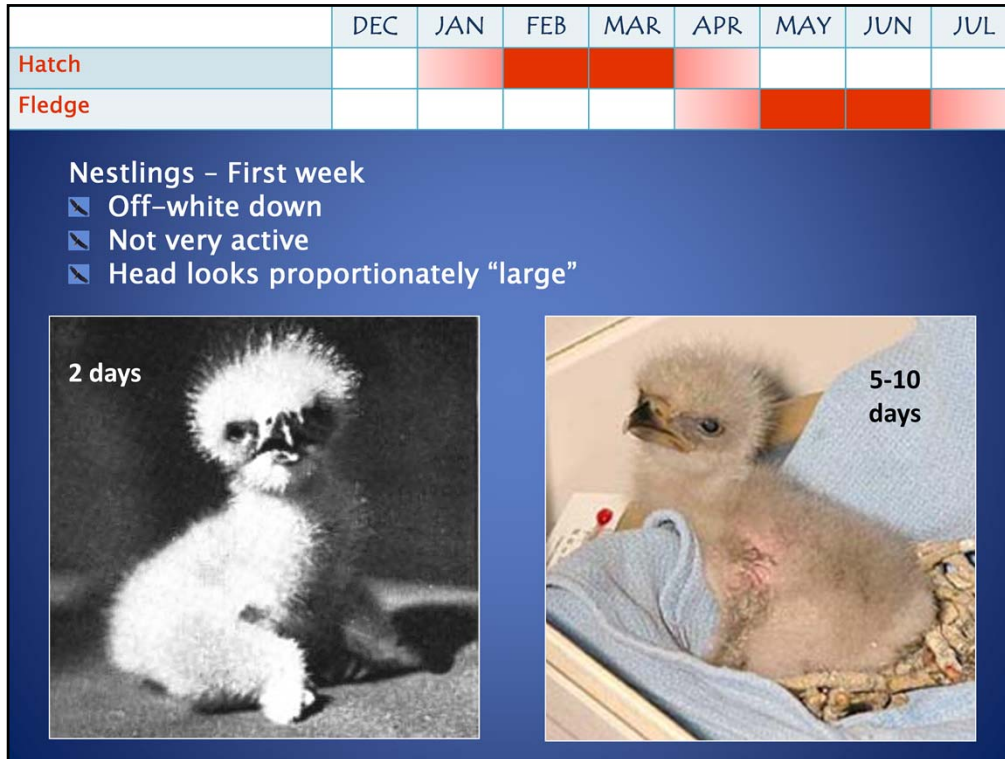 DEC JAN FEB MAR APR MAY JUN JUL
Hatch
Fledge
Nestlings – First week
Off-white down
Not very active
Head looks proportionately “large”
2 days
5-10
days